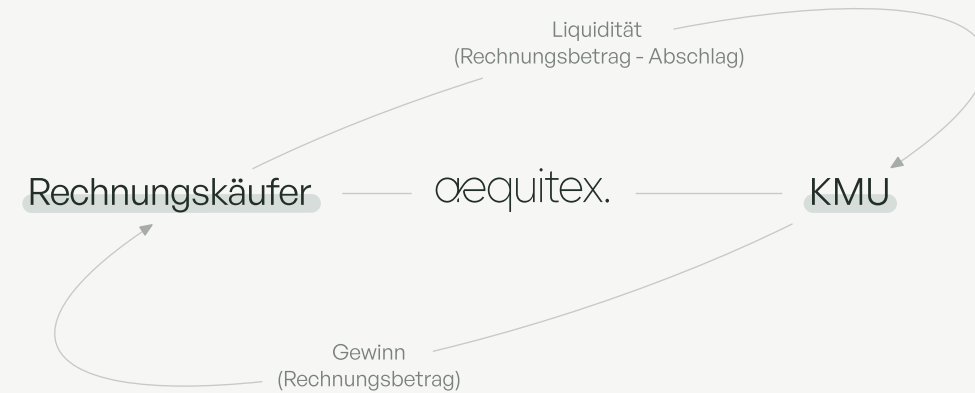 Liquidität
(Rechnungsbetrag - Abschlag)
Rechnungskäufer
æquitex.
KMU
Gewinn
(Rechnungsbetrag)